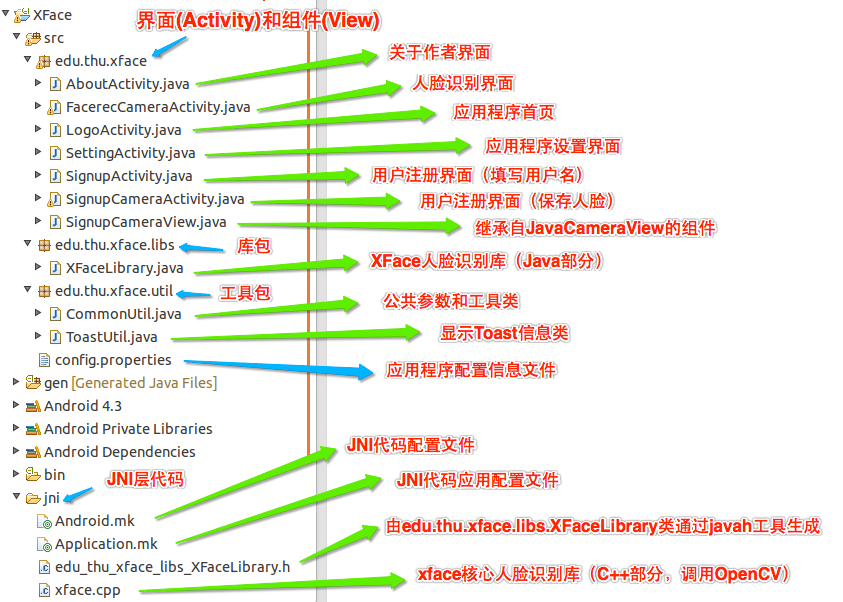 XFace
界面(Activity)和组件(View)
src
edu.thu.xface
关于作者界面
AboutActivity.java
人脸识别界面
FacerecCameraActivity.java
应用程序首页
LogoActivity.java
应用程序设置界面
SettingActivity.java
SignupActivity.java
用户注册界面（填写用户名）
SignupCameraActivity.java
用户注册界面（保存人脸）
SignupCameraView.java
继承自JavaCameraView的组件
edu.thu.xface.libs
库包
XFaceLibrary.java
XFace人脸识别库（Java部分）
edu.thu.xface.util
工具包
CommonUtil.java
公共参数和工具类
ToastUtil.java
显示Toast信息类
config.properties
应用程序配置信息文件
gen [Generated Java Files]
Android 4.3
Android Private Libraries
Android Dependencies
JNI代码配置文件
bin
JNI层代码
JNI代码应用配置文件
jni
Android.mk
由edu.thu.xface.libs.XFaceLibrary类通过javah工具生成
Application.mk
edu_thu_xface_libs_XFaceLibrary.h
xface核心人脸识别库（C++部分，调用OpenCV）
xface.cpp